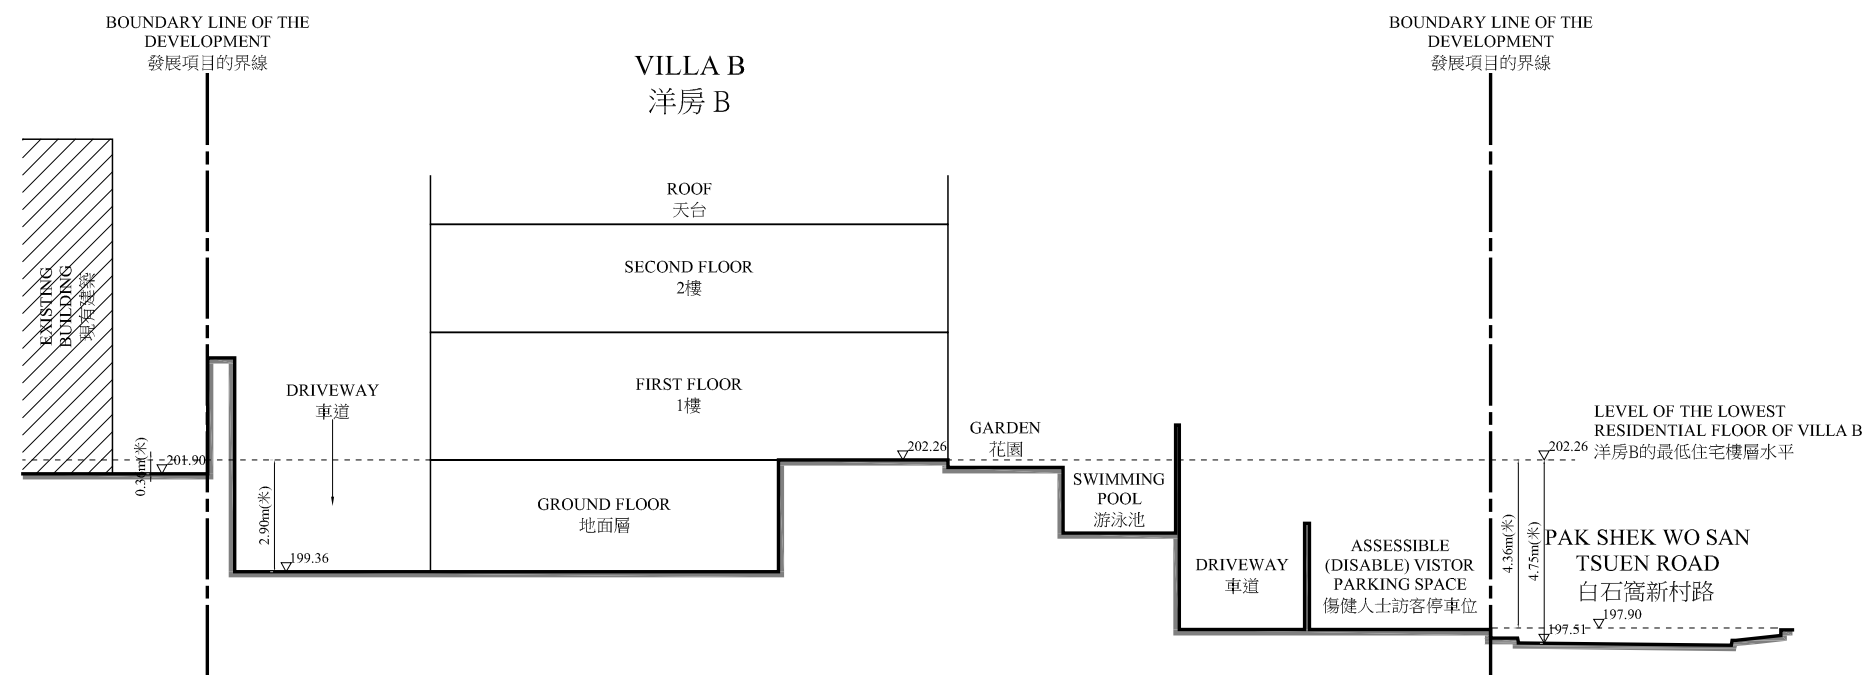 BOUNDARY LINE OF THE
DEVELOPMENT
發展項目的界線
VILLA B
洋房 B
BOUNDARY LINE OF THE
DEVELOPMENT
發展項目的界線
ROOF
天台
SECOND FLOOR
2樓
EXISTING
BUILDING
現有建築
FIRST FLOOR
1樓
DRIVEWAY
車道
GARDEN
花園
LEVEL OF THE LOWEST
RESIDENTIAL FLOOR OF VILLA B
洋房B的最低住宅樓層水平
202.26
202.26
201.90
0.36m(米)
2.90m(米)
GROUND FLOOR
地面層
SWIMMING
POOL
游泳池
199.36
DRIVEWAY
車道
ASSESSIBLE
(DISABLE) VISTOR
PARKING SPACE
傷健人士訪客停車位
4.36m(米)
4.75m(米)
PAK SHEK WO SAN
TSUEN ROAD
白石窩新村路
197.90
197.51